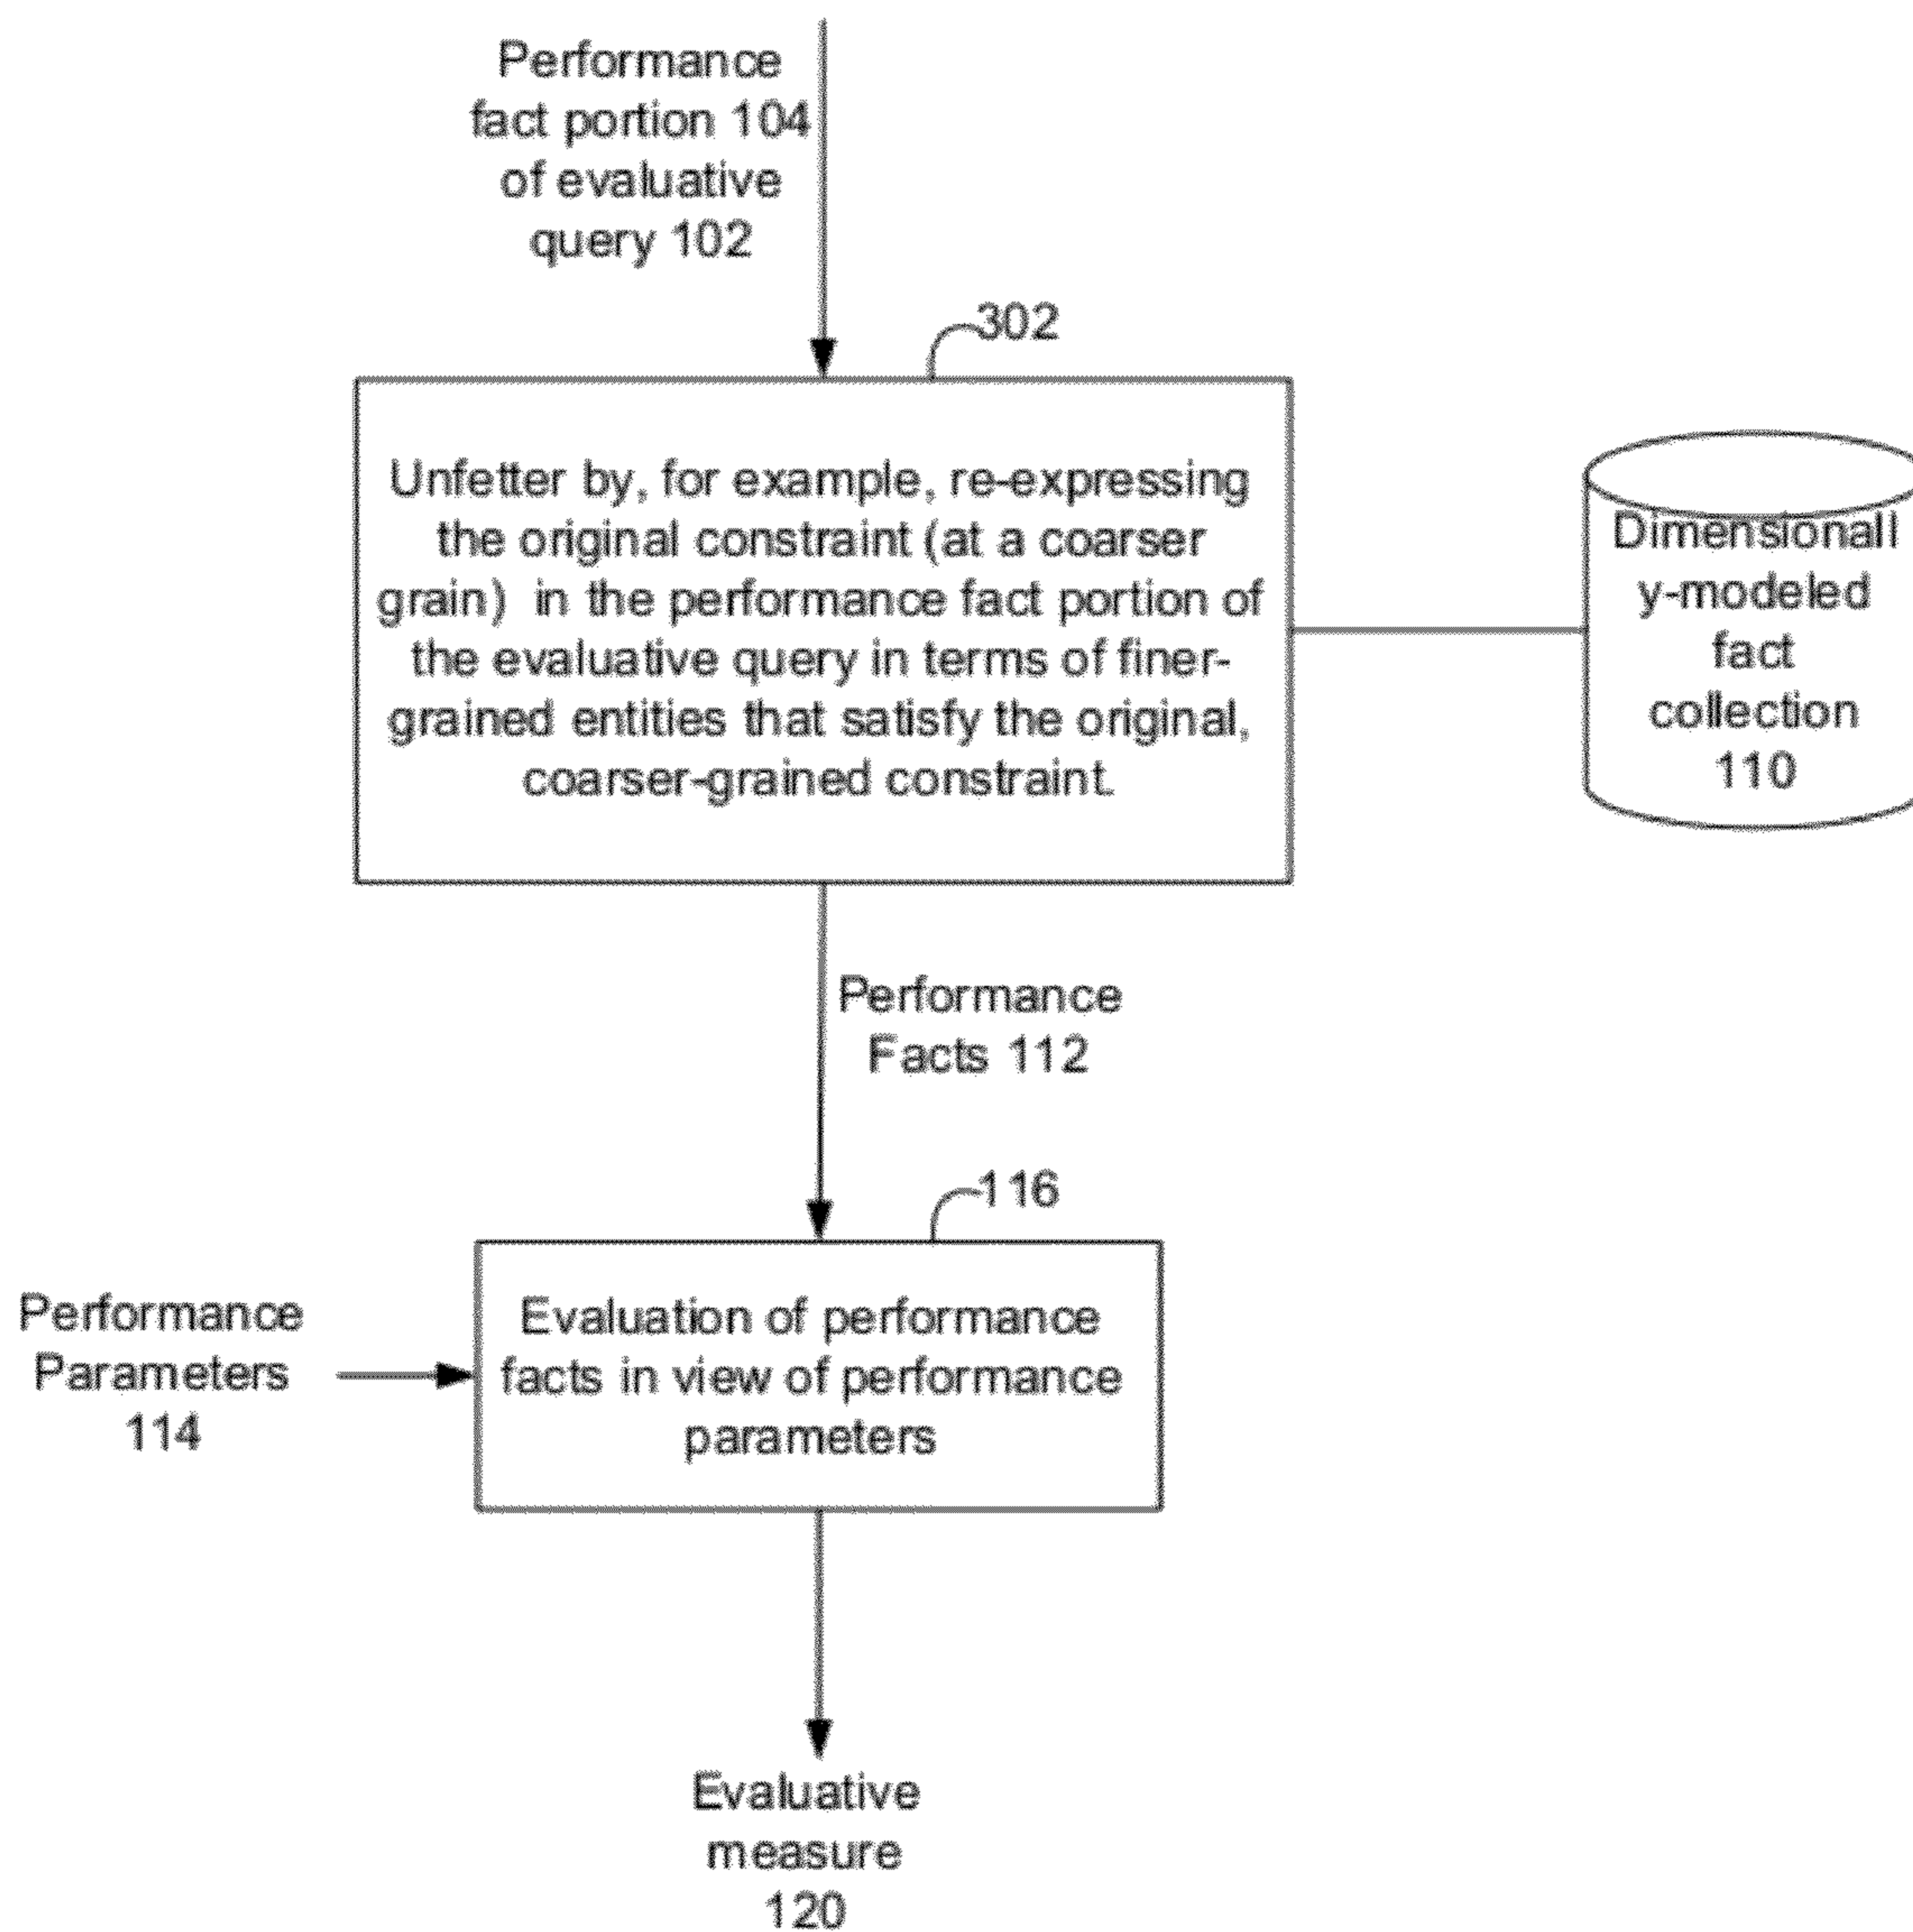 Performance
fact portion 104
of evaluative
query 102
302
Unfetter by, for example, re-expressing
the original constraint (at a coarser
grain) in the performance fact portion of
the evaluative query in terms of finer-
grained entities that satisfy the original,
coarser-grained constraint.
Dimensionall
y-modeled
fact
collection
110
Performance
Facts 112
116
Performance
Parameters
114
Evaluation of performance
facts in view of performance
parameters
Evaluative
measure
120